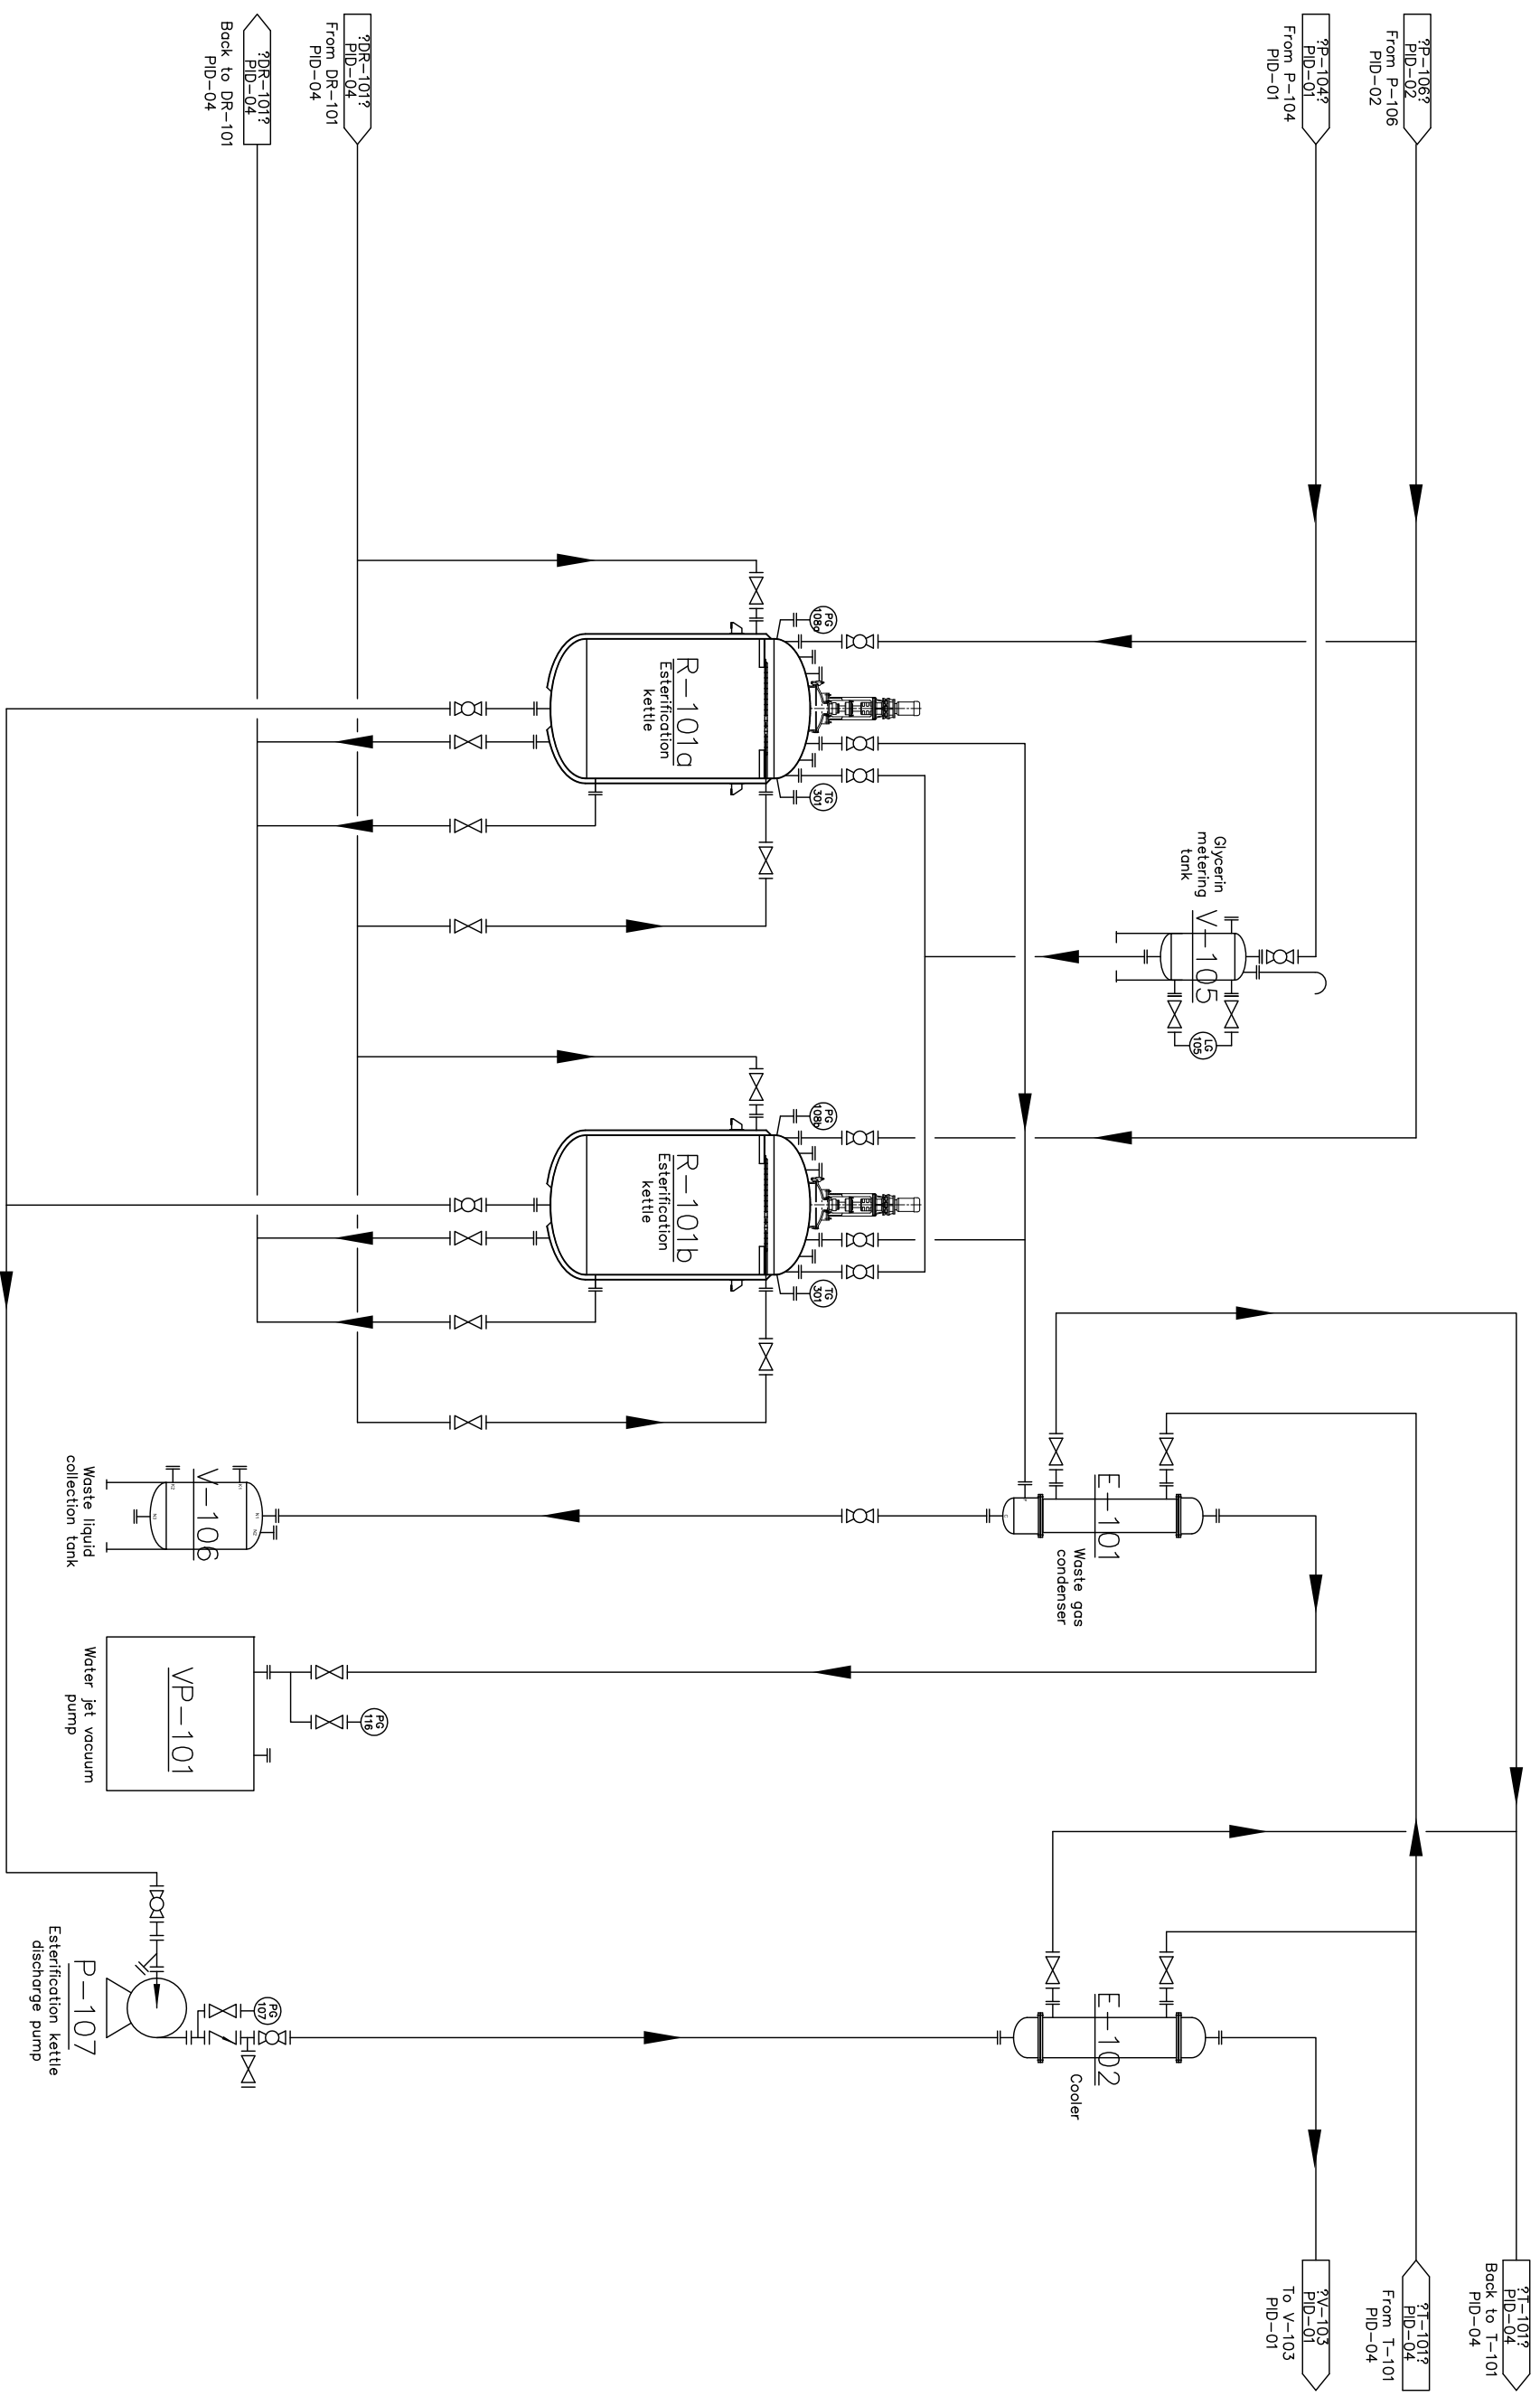 ?P-106?
PID-02
From P-106
PID-02
?P-104?
PID-01
From P-104
PID-01
?DR-101?
PID-04
From DR-101
PID-04
?DR-101?
PID-04
Back to DR-101
PID-04
PG
108a
TG
301
R-101a
Esterification
kettle
Glycerin
metering
tank
V-105
LG
105
PG
108b
TG
301
R-101b
Esterification
kettle
E-101
Waste gas
condenser
V-106
Waste liquid
collection tank
N1
N2
N3
K1
K2
VP-101
Water jet vacuum
pump
PG
116
P-107
Esterification kettle
discharge pump
PG
107
E-102
Cooler
?T-101?
PID-04
Back to T-101
PID-04
?T-101?
PID-04
From T-101
PID-04
?V-103
PID-01
To V-103
PID-01